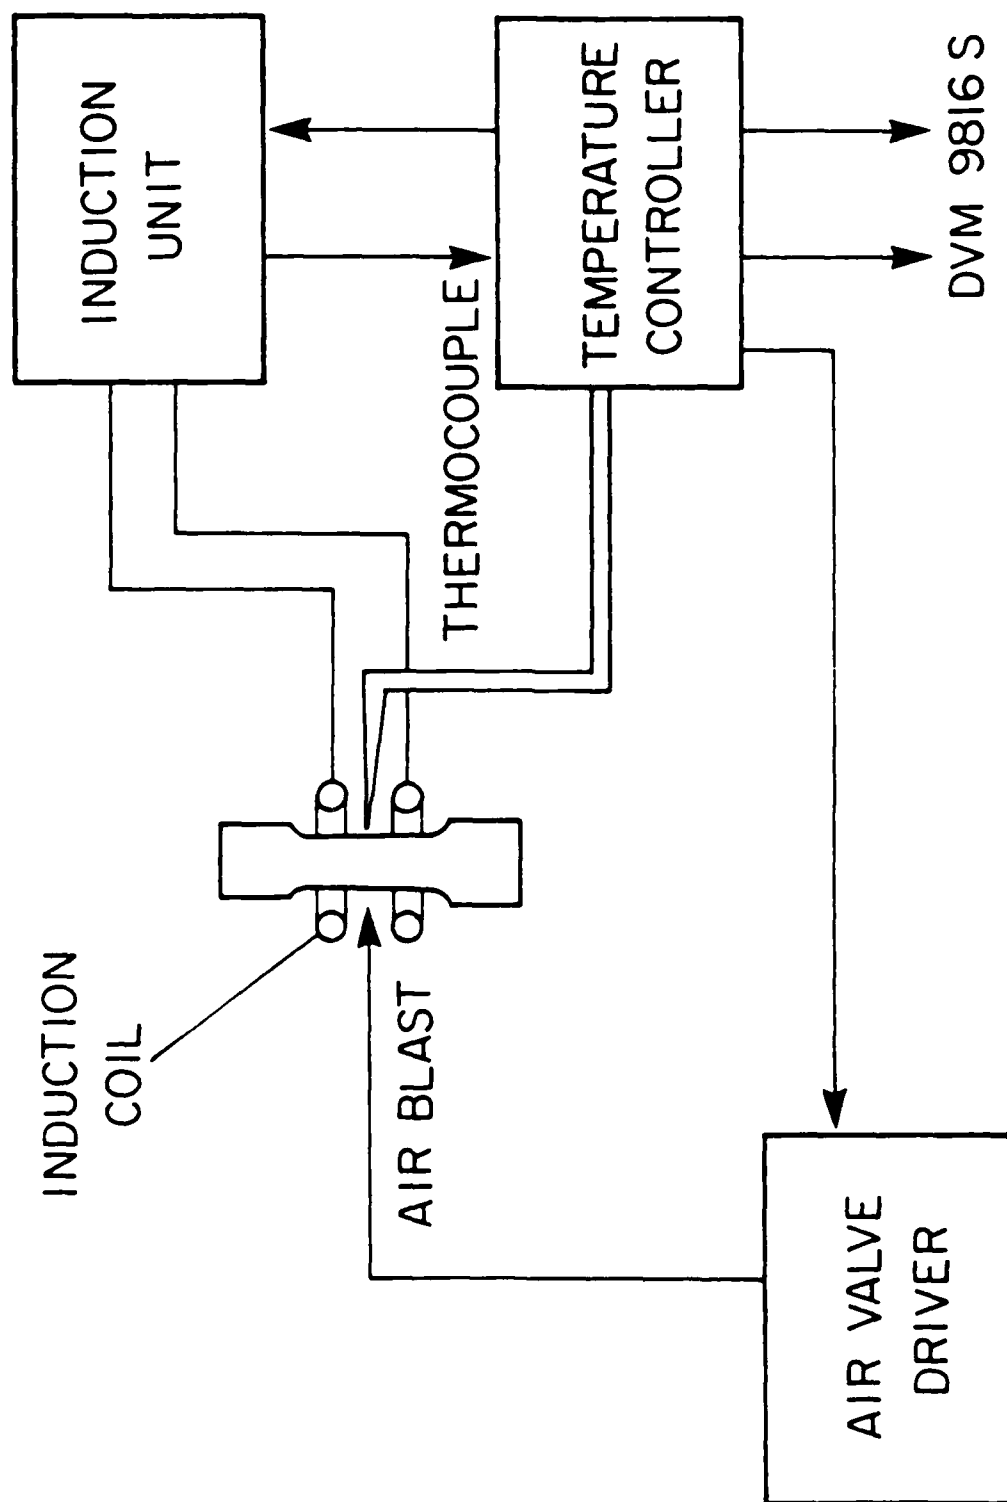 INDUCTION
UNIT
TEMPERATURE
CONTROLLER
DVM 9816 S
THERMOCOUPLE
INDUCTION
COIL
AIR BLAST
AIR VALVE
DRIVER